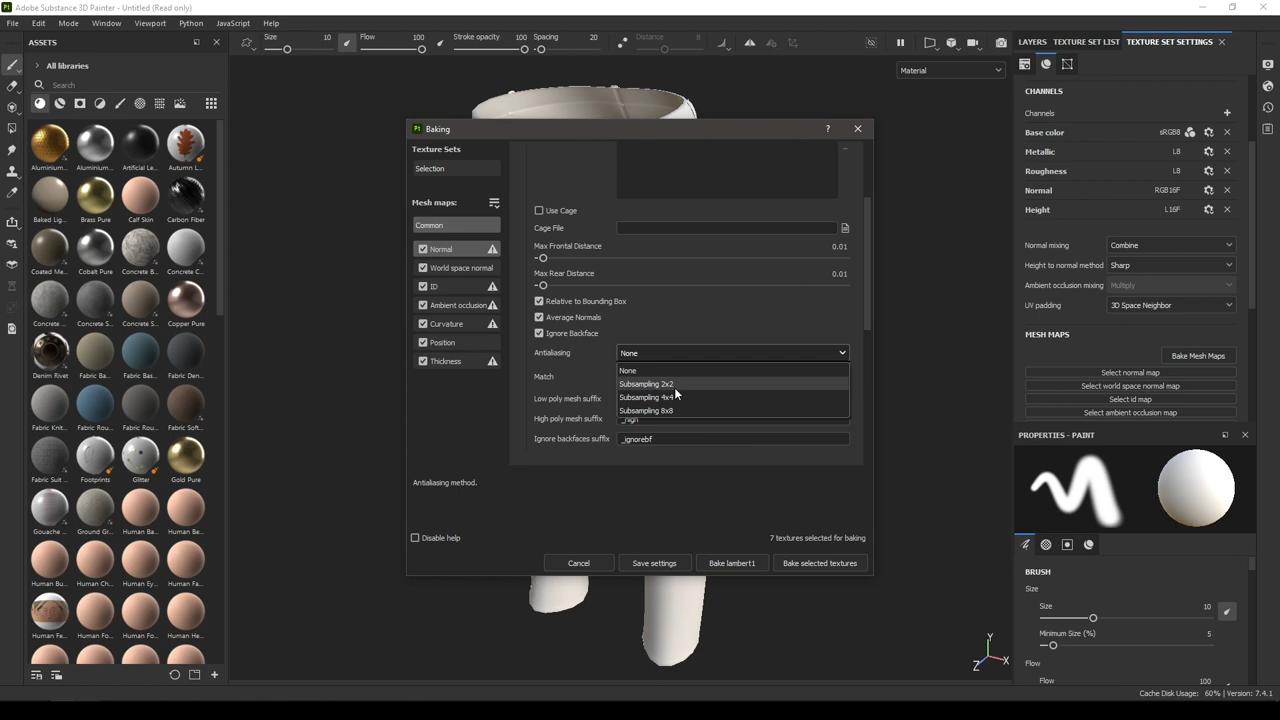 Adobe Substance 3D Painter - Untitled (Read only)
File Edit Mode Window Viewport Python JavaScript Help
ASSETS
Size 10 Flow 100 Stroke opacity 100 Spacing 20 Distance 8
LAYERS TEXTURE SET LIST TEXTURE SET SETTINGS
All libraries
Search
Material
Aluminium... Aluminium... Artificial Le... Autumn L...
Baked Lig... Brass Pure Calf Skin Carbon Fiber
Coated Me... Cobalt Pure Concrete B... Concrete C...
Concrete ... Concrete S... Concrete S... Copper Pure
Denim Rivet Fabric Ba... Fabric Bas... Fabric Den...
Fabric Knit... Fabric Rou... Fabric Rou... Fabric Soft...
Fabric Suit ... Footprints Glitter Gold Pure
Gouache ... Ground Gr... Human Ba... Human Be...
Human Bu... Human Ch... Human Ey... Human Fa...
Human Fe... Human Fo... Human Fo... Human He...
Baking
Texture Sets
Selection
Mesh maps:
Common
Normal
World space normal
ID
Ambient occlusion
Curvature
Position
Thickness
Use Cage
Cage File
Max Frontal Distance 0.01
Max Rear Distance 0.01
Relative to Bounding Box
Average Normals
Ignore Backface
Antialiasing None
None
Subsampling 2x2
Subsampling 4x4
Subsampling 8x8
Match
Low poly mesh suffix
High poly mesh suffix _high
Ignore backfaces suffix _ignorebf
Antialiasing method.
Disable help
7 textures selected for baking
Cancel Save settings Bake lambert1 Bake selected textures
CHANNELS
Channels
Base color sRGB8
Metallic L8
Roughness L8
Normal RGB16F
Height L16F
Normal mixing Combine
Height to normal method Sharp
Ambient occlusion mixing Multiply
UV padding 3D Space Neighbor
MESH MAPS
Bake Mesh Maps
Select normal map
Select world space normal map
Select id map
Select ambient occlusion map
PROPERTIES - PAINT
BRUSH
Size
Size 10
Minimum Size (%) 5
Flow
Flow 100
Y
X
Z
Cache Disk Usage: 60% | Version: 7.4.1